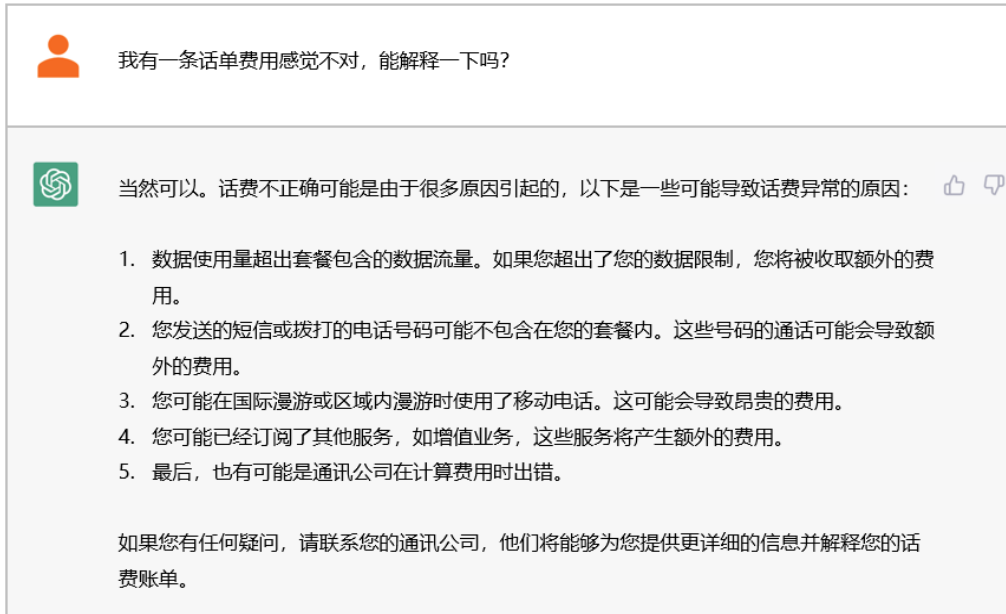 我有一条话单费用感觉不对，能解释一下吗？
当然可以。话费不正确可能是由于很多原因引起的，以下是一些可能导致话费异常的原因：
1. 数据使用量超出套餐包含的数据流量。如果您超出了您的数据限制，您将被收取额外的费
用。
2. 您发送的短信或拨打的电话号码可能不包含在您的套餐内。这些号码的通话可能会导致额
外的费用。
3. 您可能在国际漫游或区域内漫游时使用了移动电话。这可能会导致昂贵的费用。
4. 您可能已经订阅了其他服务，如增值业务，这些服务将产生额外的费用。
5. 最后，也有可能是通讯公司在计算费用时出错。
如果您有任何疑问，请联系您的通讯公司，他们将能够为您提供更详细的信息并解释您的话
费账单。